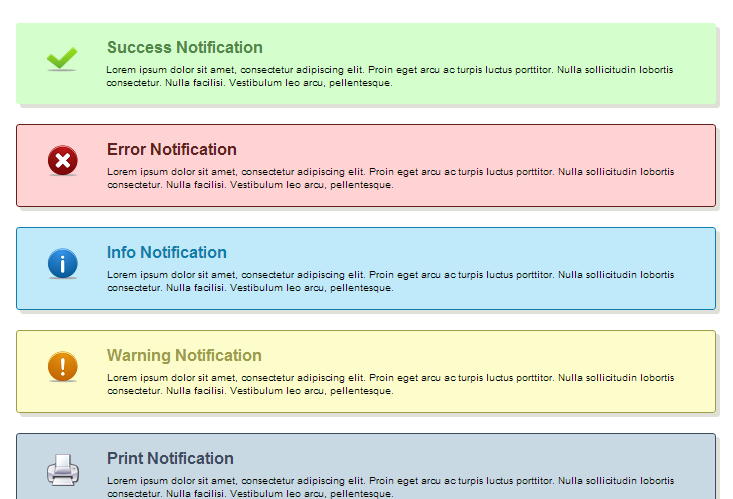 Success Notification
Lorem ipsum dolor sit amet, consectetur adipiscing elit. Proin eget arcu ac turpis luctus porttitor. Nulla sollicitudin lobortis
consectetur. Nulla facilisi. Vestibulum leo arcu, pellentesque.
Error Notification
Lorem ipsum dolor sit amet, consectetur adipiscing elit. Proin eget arcu ac turpis luctus porttitor. Nulla sollicitudin lobortis
consectetur. Nulla facilisi. Vestibulum leo arcu, pellentesque.
Info Notification
Lorem ipsum dolor sit amet, consectetur adipiscing elit. Proin eget arcu ac turpis luctus porttitor. Nulla sollicitudin lobortis
consectetur. Nulla facilisi. Vestibulum leo arcu, pellentesque.
Warning Notification
Lorem ipsum dolor sit amet, consectetur adipiscing elit. Proin eget arcu ac turpis luctus porttitor. Nulla sollicitudin lobortis
consectetur. Nulla facilisi. Vestibulum leo arcu, pellentesque.
Print Notification
Lorem ipsum dolor sit amet, consectetur adipiscing elit. Proin eget arcu ac turpis luctus porttitor. Nulla sollicitudin lobortis
consectetur. Nulla facilisi. Vestibulum leo arcu, pellentesque.